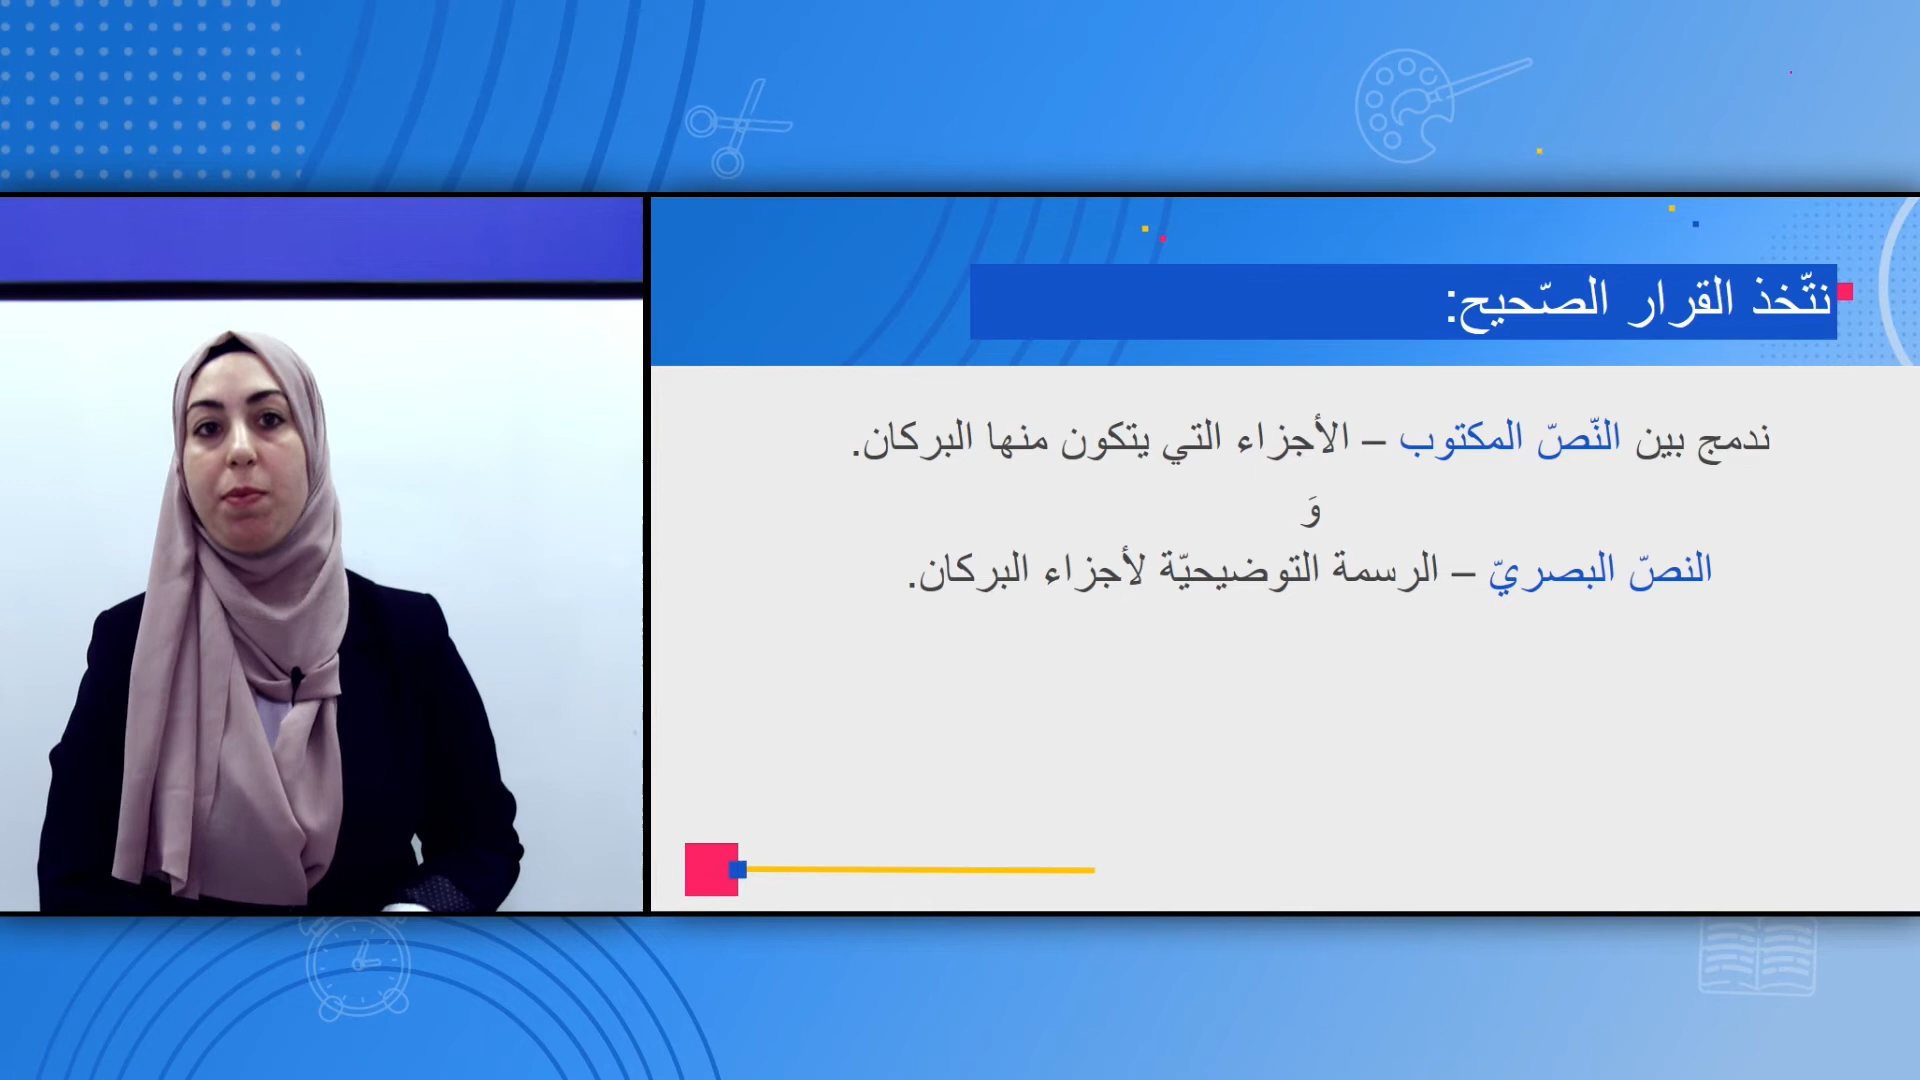 نتّخذ القرار الصّحيح:
ندمج بين النّصّ المكتوب – الأجزاء التي يتكون منها البركان.
وَ
النصّ البصريّ – الرسمة التوضيحيّة لأجزاء البركان.